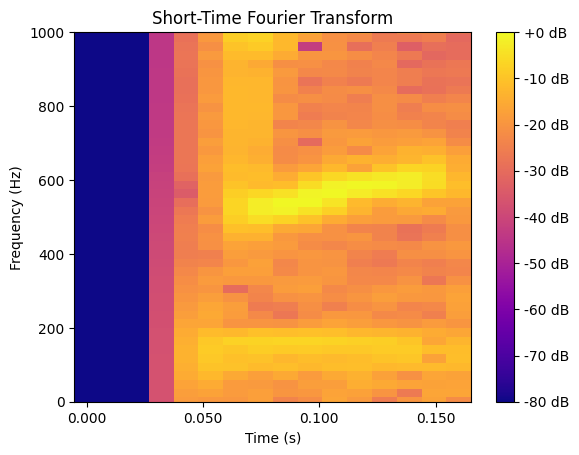 Short-Time Fourier Transform
1000
800
600
400
200
0
Frequency (Hz)
0.000
0.050
0.100
0.150
Time (s)
+0 dB
-10 dB
-20 dB
-30 dB
-40 dB
-50 dB
-60 dB
-70 dB
-80 dB